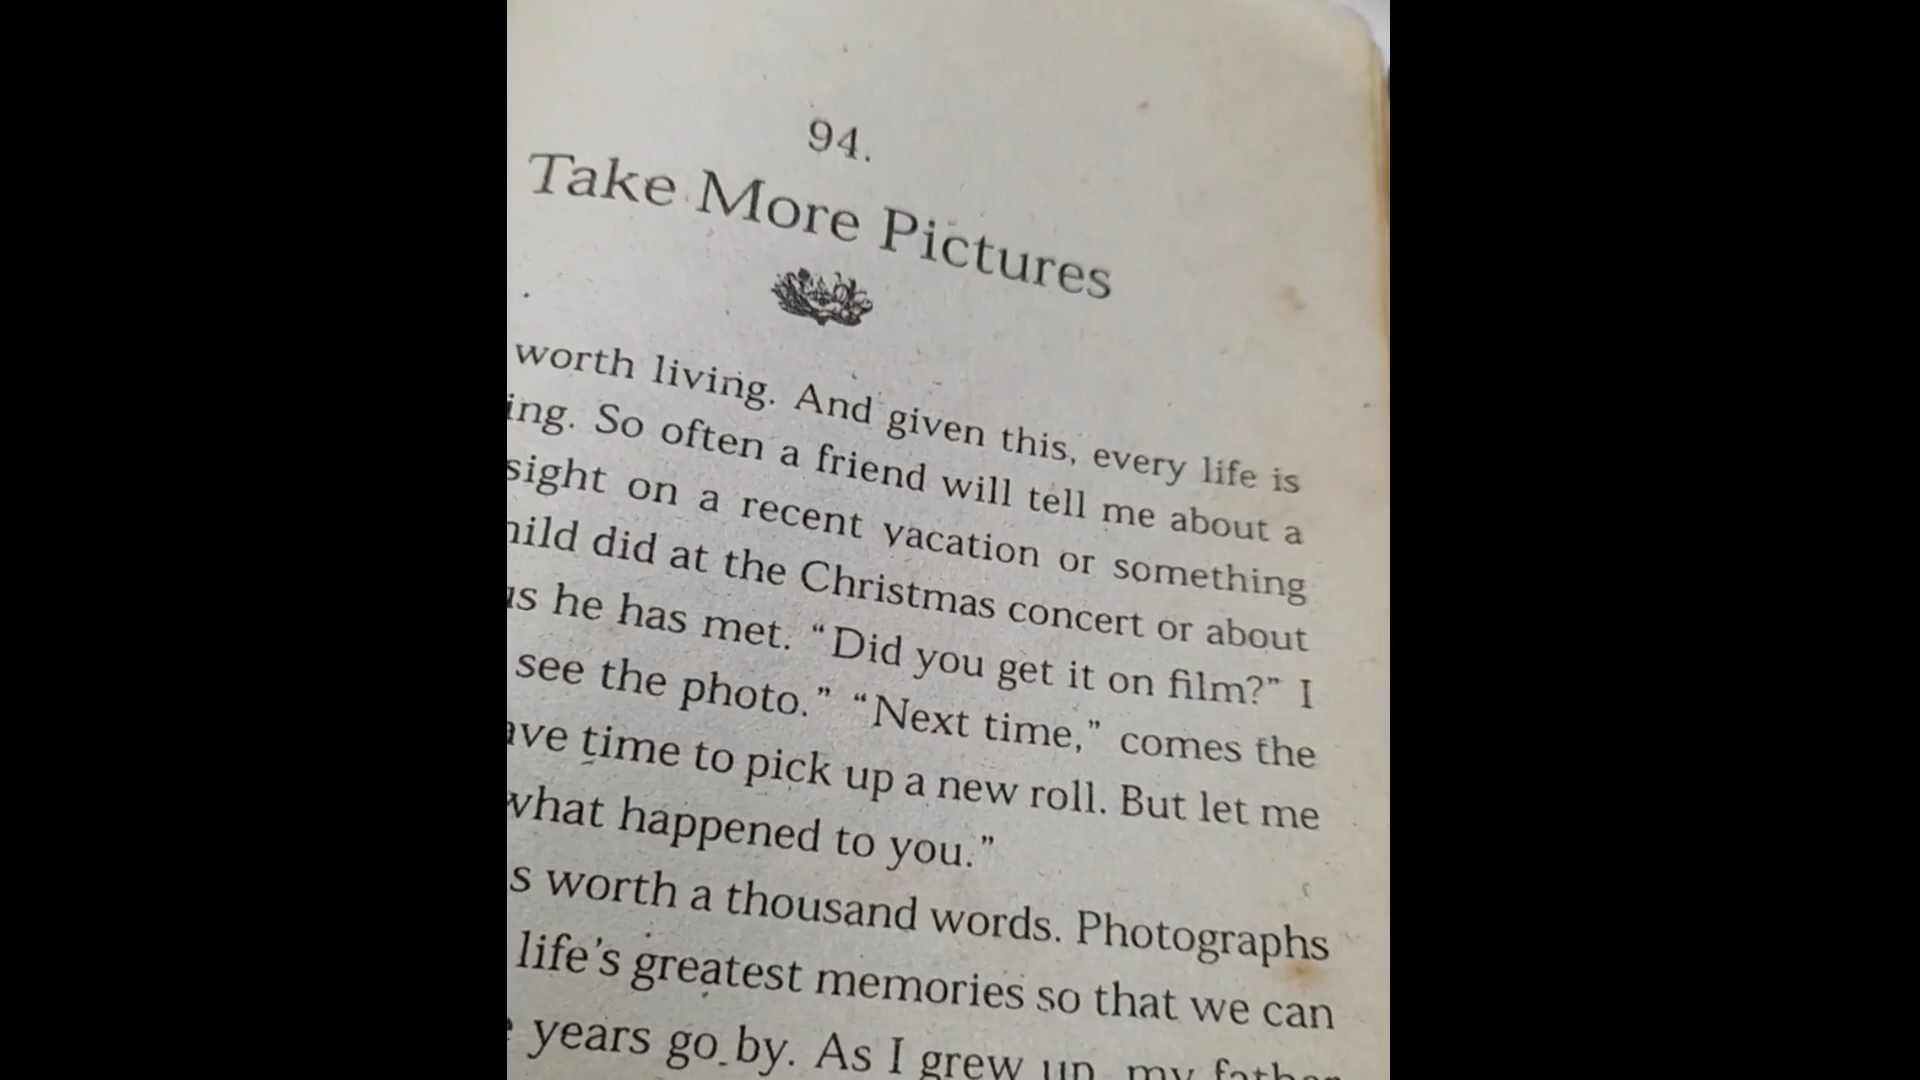 94.
Take More Pictures
worth living. And given this, every life is
ing. So often a friend will tell me about a
sight on a recent vacation or something
hild did at the Christmas concert or about
us he has met. “Did you get it on film?” I
see the photo.” “Next time,” comes the
ave time to pick up a new roll. But let me
what happened to you.”
s worth a thousand words. Photographs
life’s greatest memories so that we can
years go by. As I grew up, my father